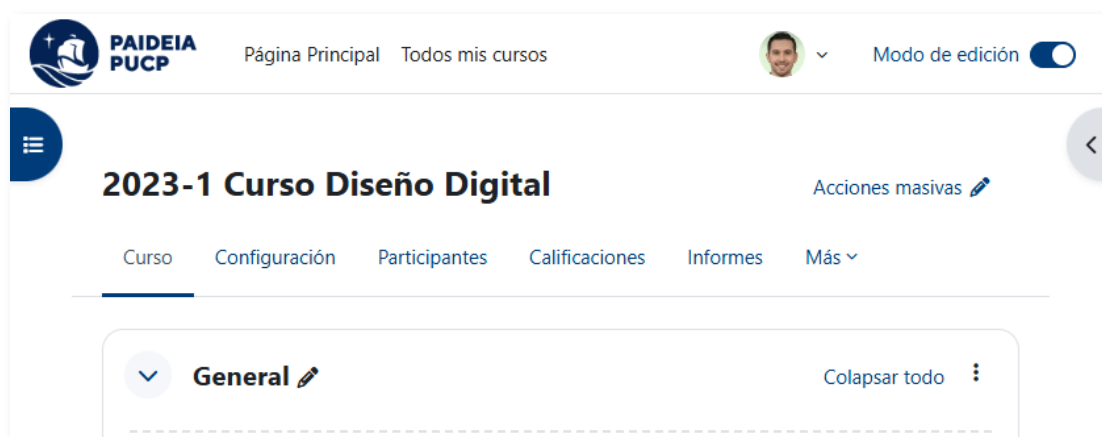 PAIDEIA
PUCP
Página Principal Todos mis cursos
Modo de edición
2023-1 Curso Diseño Digital
Acciones masivas
Curso Configuración Participantes Calificaciones Informes Más
General
Colapsar todo